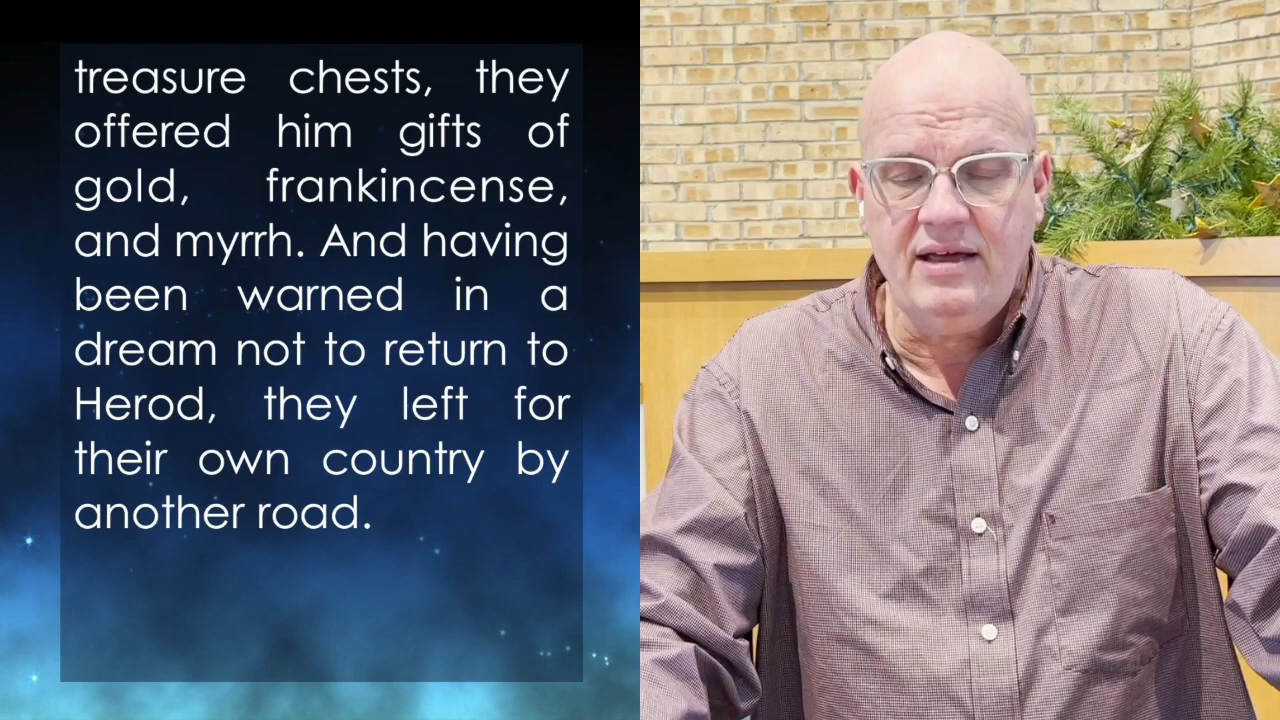 treasure chests, they
offered him gifts of
gold, frankincense,
and myrrh. And having
been warned in a
dream not to return to
Herod, they left for
their own country by
another road.